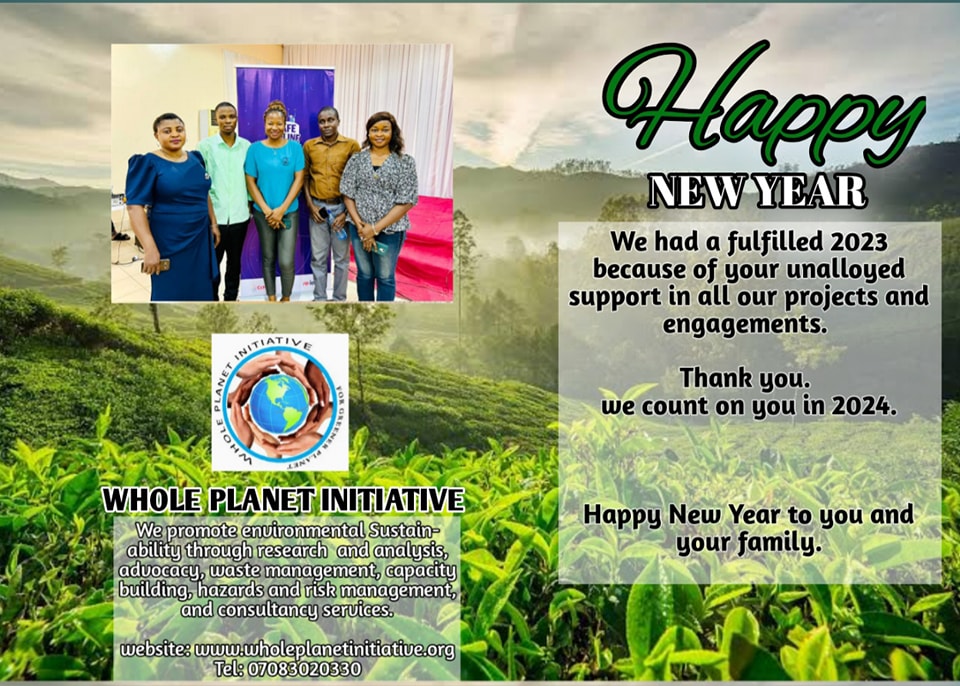 Happy
NEW YEAR
We had a fulfilled 2023
because of your unalloyed
support in all our projects and
engagements.
Thank you.
we count on you in 2024.
Happy New Year to you and
your family.
WHOLE PLANET INITIATIVE
FOR GREENER PLANET
WHOLE PLANET INITIATIVE
We promote environmental Sustain-
ability through research and analysis,
advocacy, waste management, capacity
building, hazards and risk management,
and consultancy services.
website: www.wholeplanetinitiative.org
Tel: 07083020330